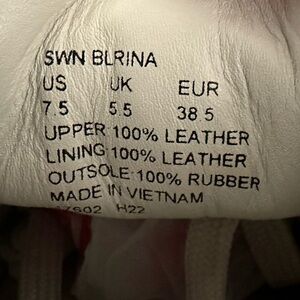 SWN BLRINA
US UK EUR
7.5 5.5 38.5
UPPER 100% LEATHER
LINING 100% LEATHER
OUTSOLE: 100% RUBBER
MADE IN VIETNAM
H22